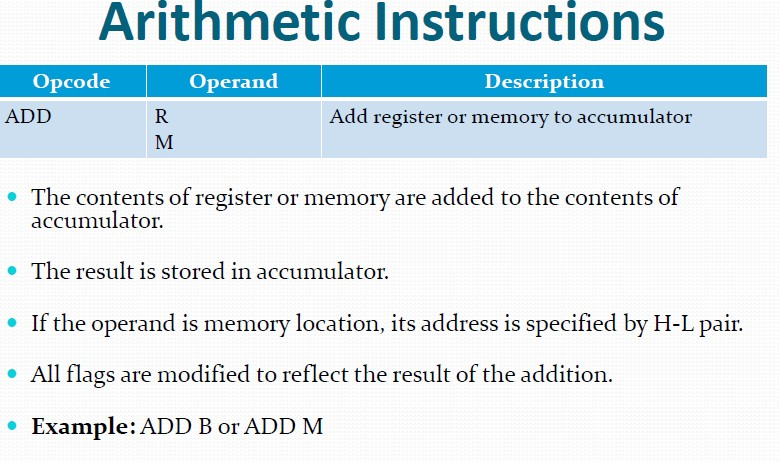 Arithmetic Instructions
Opcode Operand Description
ADD R Add register or memory to accumulator
M
• The contents of register or memory are added to the contents of
accumulator.
• The result is stored in accumulator.
• If the operand is memory location, its address is specified by H-L pair.
• All flags are modified to reflect the result of the addition.
• Example: ADD B or ADD M